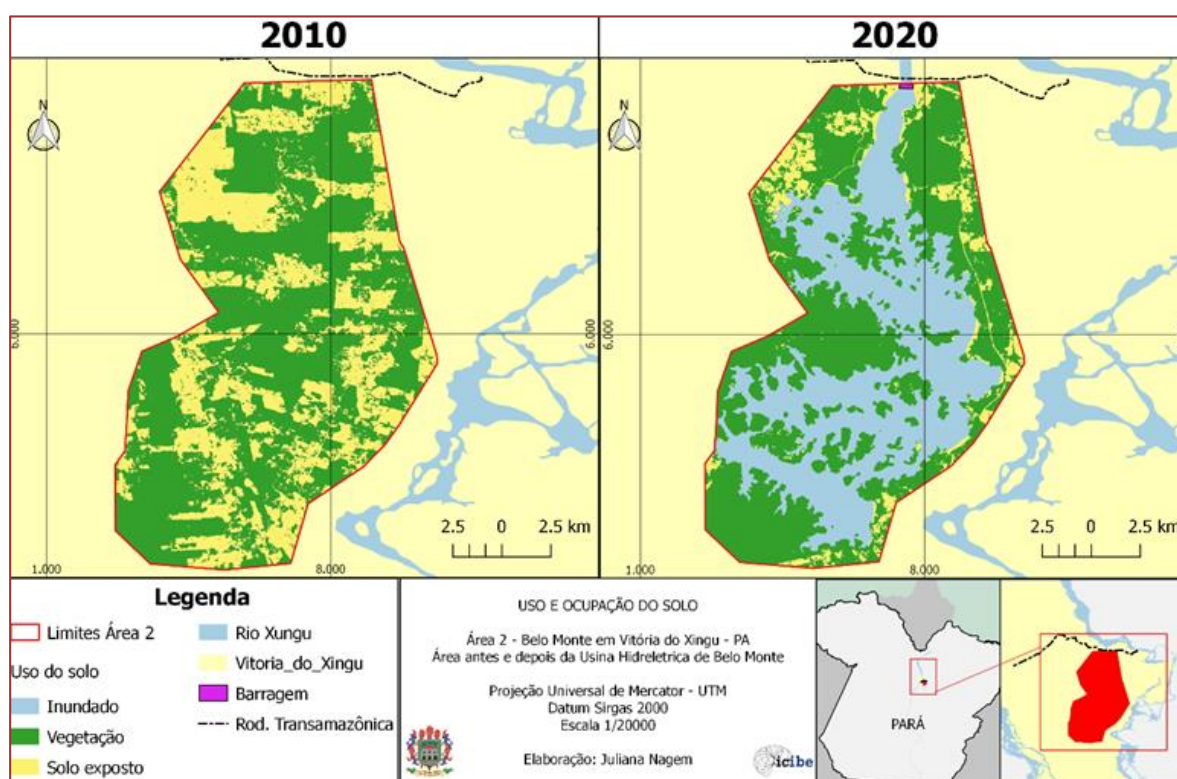 2010
2020
N
N
6.000
6.000
6.000
2.5 0 2.5 km
2.5 0 2.5 km
1.000
8.000
1.000
8.000
Legenda
Limites Área 2
Uso do solo
Inundado
Vegetação
Solo exposto
Rio Xungu
Vitoria_do_Xingu
Barragem
Rod. Transamazônica
USO E OCUPAÇÃO DO SOLO
Área 2 - Belo Monte em Vitória do Xingu - PA
Área antes e depois da Usina Hidreletrica de Belo Monte
Projeção Universal de Mercator - UTM
Datum Sirgas 2000
Escala 1/20000
Elaboração: Juliana Nagem
icibe
PARÁ